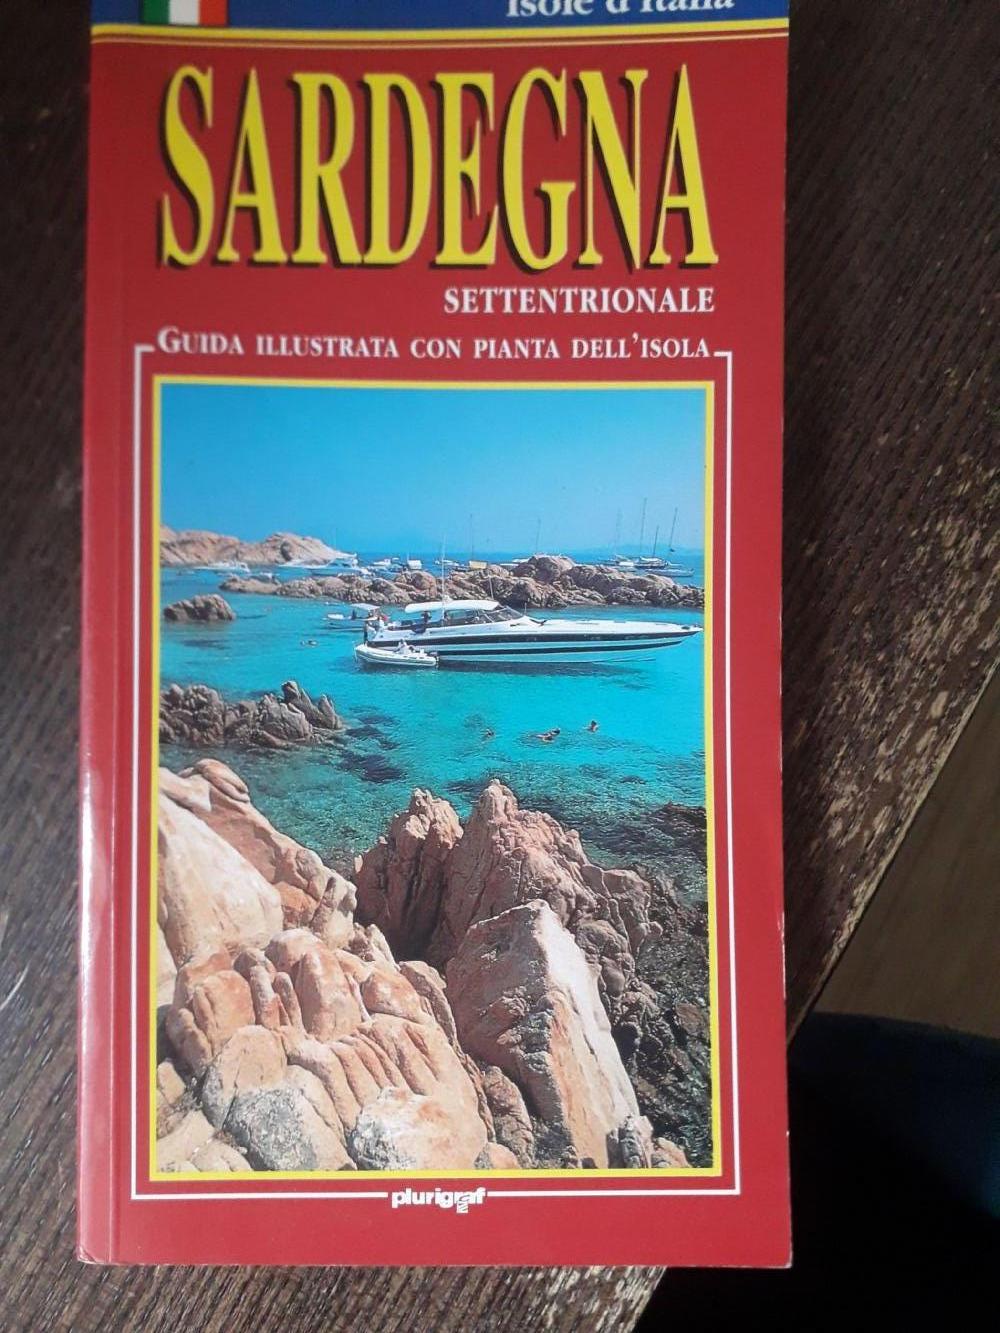 Isole d'Italia
SARDEGNA
SETTENTRIONALE
GUIDA ILLUSTRATA CON PIANTA DELL'ISOLA
plurigraf